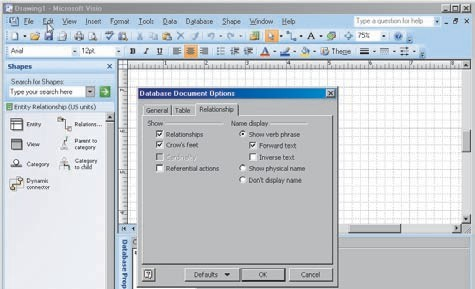 Drawing1 - Microsoft Visio
File Edit View Insert Format Tools Data Database Shape Window Help Type a question for help
75%
Arial 12pt. B I U Theme
Shapes
Search for Shapes:
Type your search here
Entity Relationship (US units)
Entity Relations...
View Parent to category
Category Category to child
Dynamic connector
Database Document Options
General Table Relationship
Show Name display
Relationships Show verb phrase
Crow's feet Forward text
Cardinality Inverse text
Referential actions Show physical name
Don't display name
Defaults OK Cancel
Database Prop